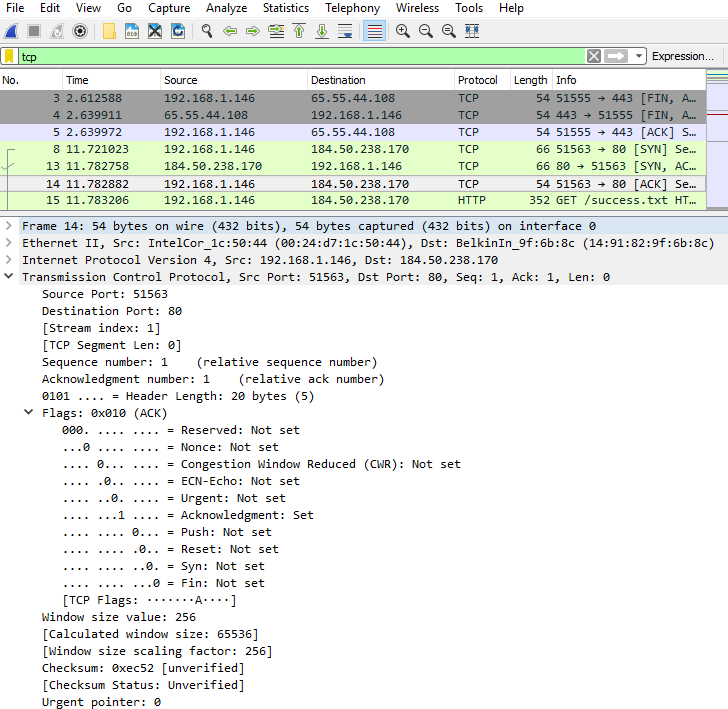 File Edit View Go Capture Analyze Statistics Telephony Wireless Tools Help
tcp Expression...
No. Time Source Destination Protocol Length Info
3 2.612588 192.168.1.146 65.55.44.108 TCP 54 51555 → 443 [FIN, A...
4 2.639911 65.55.44.108 192.168.1.146 TCP 54 443 → 51555 [FIN, A...
5 2.639972 192.168.1.146 65.55.44.108 TCP 54 51555 → 443 [ACK] S...
8 11.721023 192.168.1.146 184.50.238.170 TCP 66 51563 → 80 [SYN] Se...
13 11.782758 184.50.238.170 192.168.1.146 TCP 66 80 → 51563 [SYN, AC...
14 11.782882 192.168.1.146 184.50.238.170 TCP 54 51563 → 80 [ACK] Se...
15 11.783206 192.168.1.146 184.50.238.170 HTTP 352 GET /success.txt HT...
Frame 14: 54 bytes on wire (432 bits), 54 bytes captured (432 bits) on interface 0
Ethernet II, Src: IntelCor_1c:50:44 (00:24:d7:1c:50:44), Dst: BelkinIn_9f:6b:8c (14:91:82:9f:6b:8c)
Internet Protocol Version 4, Src: 192.168.1.146, Dst: 184.50.238.170
Transmission Control Protocol, Src Port: 51563, Dst Port: 80, Seq: 1, Ack: 1, Len: 0
Source Port: 51563
Destination Port: 80
[Stream index: 1]
[TCP Segment Len: 0]
Sequence number: 1 (relative sequence number)
Acknowledgment number: 1 (relative ack number)
0101 .... = Header Length: 20 bytes (5)
Flags: 0x010 (ACK)
000. .... .... = Reserved: Not set
...0 .... .... = Nonce: Not set
.... 0... .... = Congestion Window Reduced (CWR): Not set
.... .0.. .... = ECN-Echo: Not set
.... ..0. .... = Urgent: Not set
.... ...1 .... = Acknowledgment: Set
.... .... 0... = Push: Not set
.... .... .0.. = Reset: Not set
.... .... ..0. = Syn: Not set
.... .... ...0 = Fin: Not set
[TCP Flags: ·······A····]
Window size value: 256
[Calculated window size: 65536]
[Window size scaling factor: 256]
Checksum: 0xec52 [unverified]
[Checksum Status: Unverified]
Urgent pointer: 0